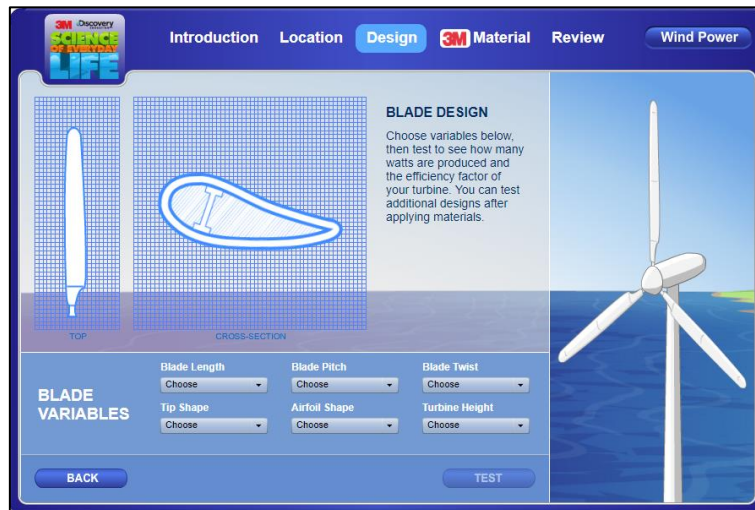 3M Discovery
SCIENCE
OF EVERYDAY
LIFE
Introduction Location Design 3M Material Review Wind Power
BLADE DESIGN
Choose variables below,
then test to see how many
watts are produced and
the efficiency factor of
your turbine. You can test
additional designs after
applying materials.
TOP CROSS-SECTION
BLADE
VARIABLES
Blade Length Blade Pitch Blade Twist
Choose Choose Choose
Tip Shape Airfoil Shape Turbine Height
Choose Choose Choose
BACK TEST